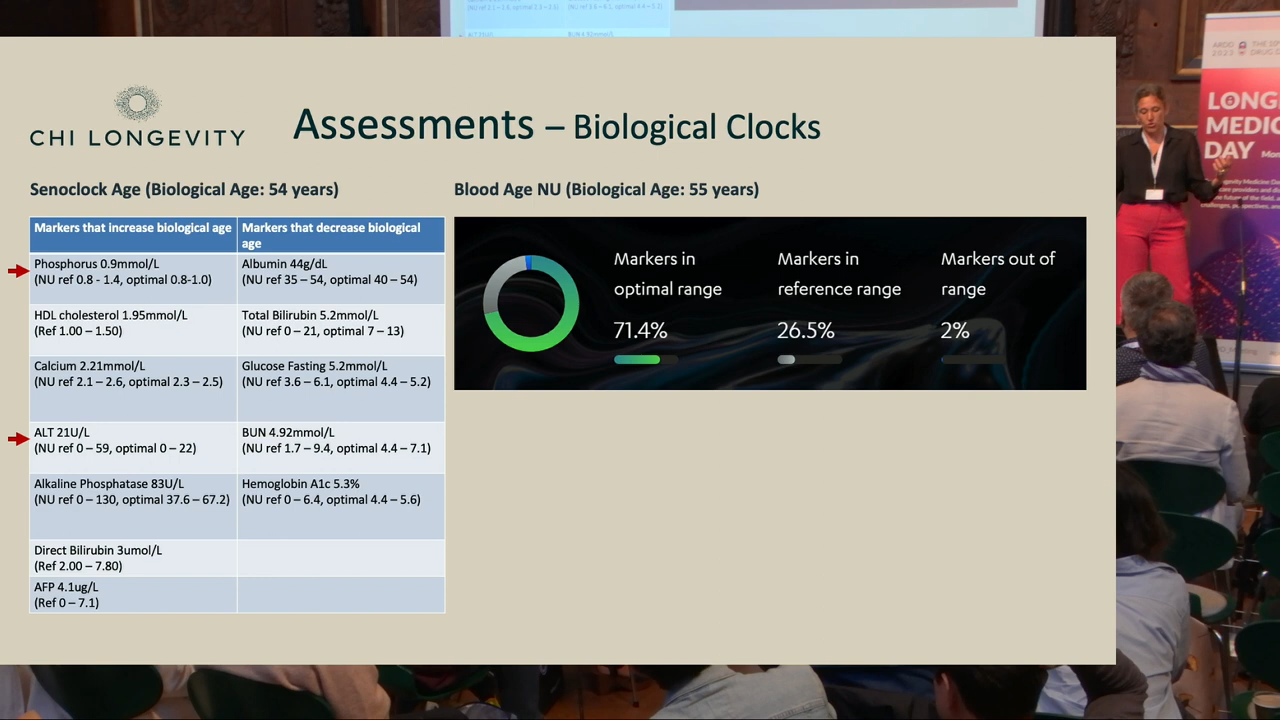 CHI LONGEVITY
Assessments – Biological Clocks
Senoclock Age (Biological Age: 54 years)
Markers that increase biological age
Markers that decrease biological
age
Phosphorus 0.9mmol/L
(NU ref 0.8 - 1.4, optimal 0.8-1.0)
Albumin 44g/dL
(NU ref 35 – 54, optimal 40 – 54)
HDL cholesterol 1.95mmol/L
(Ref 1.00 – 1.50)
Total Bilirubin 5.2mmol/L
(NU ref 0 – 21, optimal 7 – 13)
Calcium 2.21mmol/L
(NU ref 2.1 – 2.6, optimal 2.3 – 2.5)
Glucose Fasting 5.2mmol/L
(NU ref 3.6 – 6.1, optimal 4.4 – 5.2)
ALT 21U/L
(NU ref 0 – 59, optimal 0 – 22)
BUN 4.92mmol/L
(NU ref 1.7 – 9.4, optimal 4.4 – 7.1)
Alkaline Phosphatase 83U/L
(NU ref 0 – 130, optimal 37.6 – 67.2)
Hemoglobin A1c 5.3%
(NU ref 0 – 6.4, optimal 4.4 – 5.6)
Direct Bilirubin 3umol/L
(Ref 2.00 – 7.80)
AFP 4.1ug/L
(Ref 0 – 7.1)
Blood Age NU (Biological Age: 55 years)
Markers in
optimal range
71.4%
Markers in
reference range
26.5%
Markers out of
range
2%
ARDD
2023
LONG
MEDIC
DAY